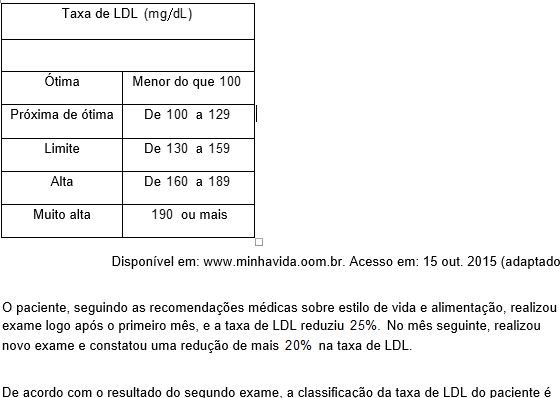 Taxa de LDL (mg/dL)
Ótima Menor do que 100
Próxima de ótima De 100 a 129
Limite De 130 a 159
Alta De 160 a 189
Muito alta 190 ou mais
Disponível em: www.minhavida.oom.br. Acesso em: 15 out. 2015 (adaptado
O paciente, seguindo as recomendações médicas sobre estilo de vida e alimentação, realizou
exame logo após o primeiro mês, e a taxa de LDL reduziu 25%. No mês seguinte, realizou
novo exame e constatou uma redução de mais 20% na taxa de LDL.
De acordo com o resultado do segundo exame, a classificação da taxa de LDL do paciente é